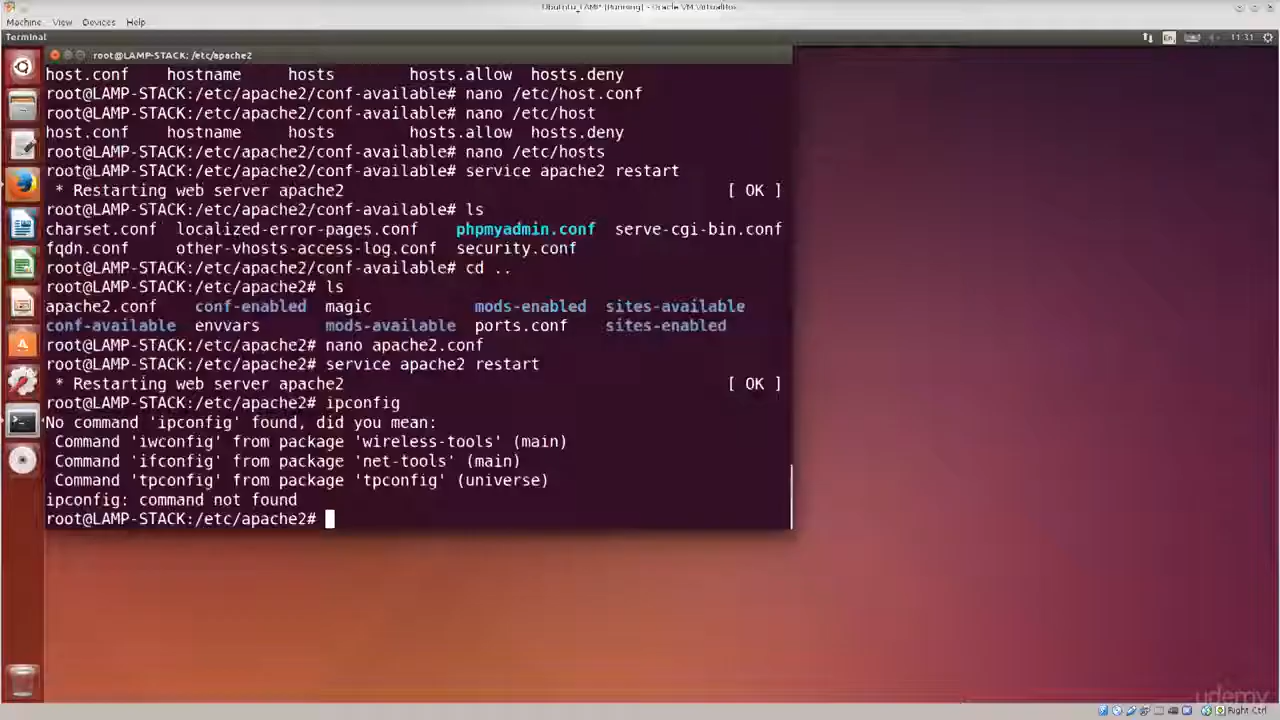 Ubuntu_LAMP [Running] - Oracle VM VirtualBox
Machine View Devices Help
Terminal En 11:31
root@LAMP-STACK: /etc/apache2
host.conf hostname hosts hosts.allow hosts.deny
root@LAMP-STACK:/etc/apache2/conf-available# nano /etc/host.conf
root@LAMP-STACK:/etc/apache2/conf-available# nano /etc/host
host.conf hostname hosts hosts.allow hosts.deny
root@LAMP-STACK:/etc/apache2/conf-available# nano /etc/hosts
root@LAMP-STACK:/etc/apache2/conf-available# service apache2 restart
* Restarting web server apache2 [ OK ]
root@LAMP-STACK:/etc/apache2/conf-available# ls
charset.conf localized-error-pages.conf phpmyadmin.conf serve-cgi-bin.conf
fqdn.conf other-vhosts-access-log.conf security.conf
root@LAMP-STACK:/etc/apache2/conf-available# cd ..
root@LAMP-STACK:/etc/apache2# ls
apache2.conf conf-enabled magic mods-enabled sites-available
conf-available envvars mods-available ports.conf sites-enabled
root@LAMP-STACK:/etc/apache2# nano apache2.conf
root@LAMP-STACK:/etc/apache2# service apache2 restart
* Restarting web server apache2 [ OK ]
root@LAMP-STACK:/etc/apache2# ipconfig
No command 'ipconfig' found, did you mean:
Command 'iwconfig' from package 'wireless-tools' (main)
Command 'ifconfig' from package 'net-tools' (main)
Command 'tpconfig' from package 'tpconfig' (universe)
ipconfig: command not found
root@LAMP-STACK:/etc/apache2#
udemy
Right Ctrl